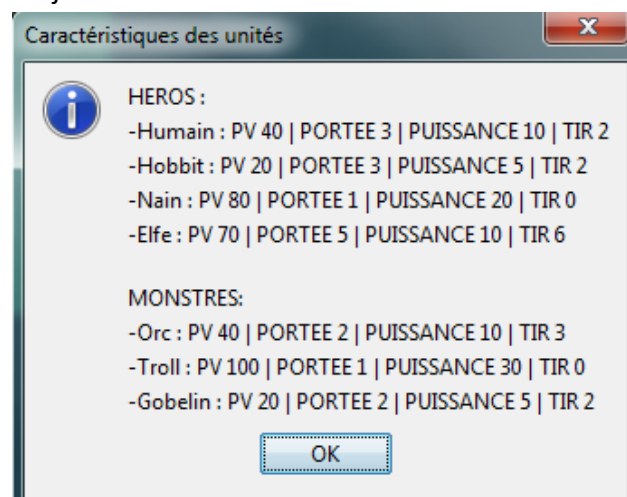 Caractéristiques des unités
HEROS :
-Humain : PV 40 | PORTEE 3 | PUISSANCE 10 | TIR 2
-Hobbit : PV 20 | PORTEE 3 | PUISSANCE 5 | TIR 2
-Nain : PV 80 | PORTEE 1 | PUISSANCE 20 | TIR 0
-Elfe : PV 70 | PORTEE 5 | PUISSANCE 10 | TIR 6
MONSTRES:
-Orc : PV 40 | PORTEE 2 | PUISSANCE 10 | TIR 3
-Troll : PV 100 | PORTEE 1 | PUISSANCE 30 | TIR 0
-Gobelin : PV 20 | PORTEE 2 | PUISSANCE 5 | TIR 2
OK